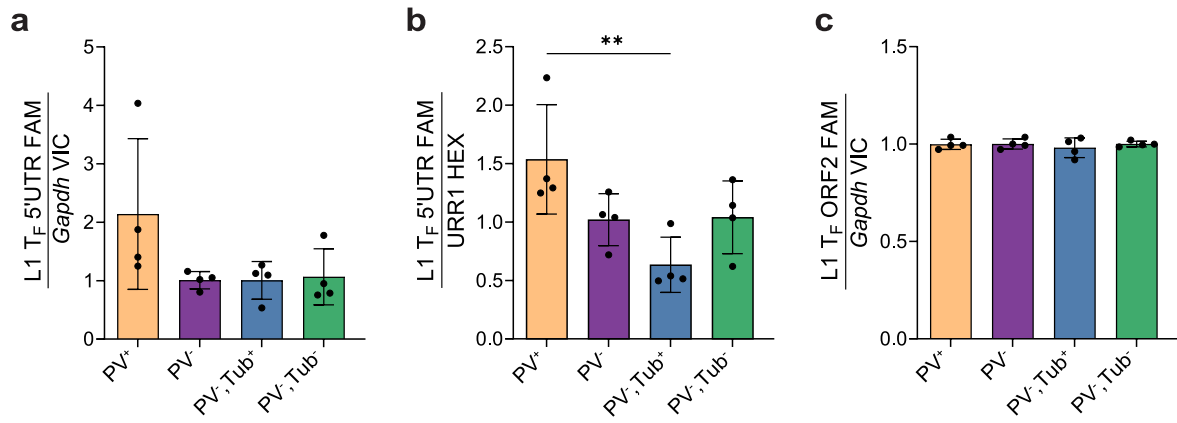 a
L1 T_F 5'UTR FAM
Gapdh VIC
5
4
3
2
1
0
PV⁺
PV⁻
PV⁻,Tub⁺
PV⁻,Tub⁻
b
L1 T_F 5'UTR FAM
URR1 HEX
2.5
2.0
1.5
1.0
0.5
0.0
**
PV⁺
PV⁻
PV⁻,Tub⁺
PV⁻,Tub⁻
c
L1 T_F ORF2 FAM
Gapdh VIC
1.5
1.0
0.5
0.0
PV⁺
PV⁻
PV⁻,Tub⁺
PV⁻,Tub⁻